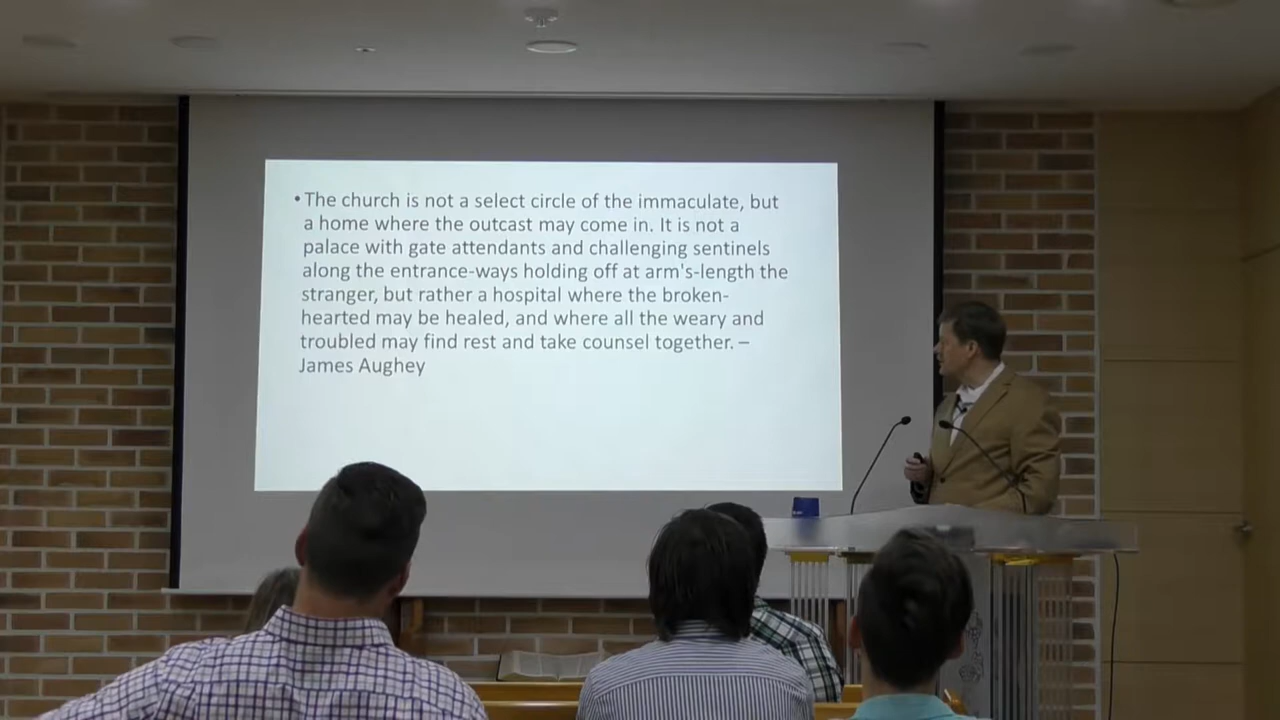 • The church is not a select circle of the immaculate, but
a home where the outcast may come in. It is not a
palace with gate attendants and challenging sentinels
along the entrance-ways holding off at arm's-length the
stranger, but rather a hospital where the broken-
hearted may be healed, and where all the weary and
troubled may find rest and take counsel together. –
James Aughey